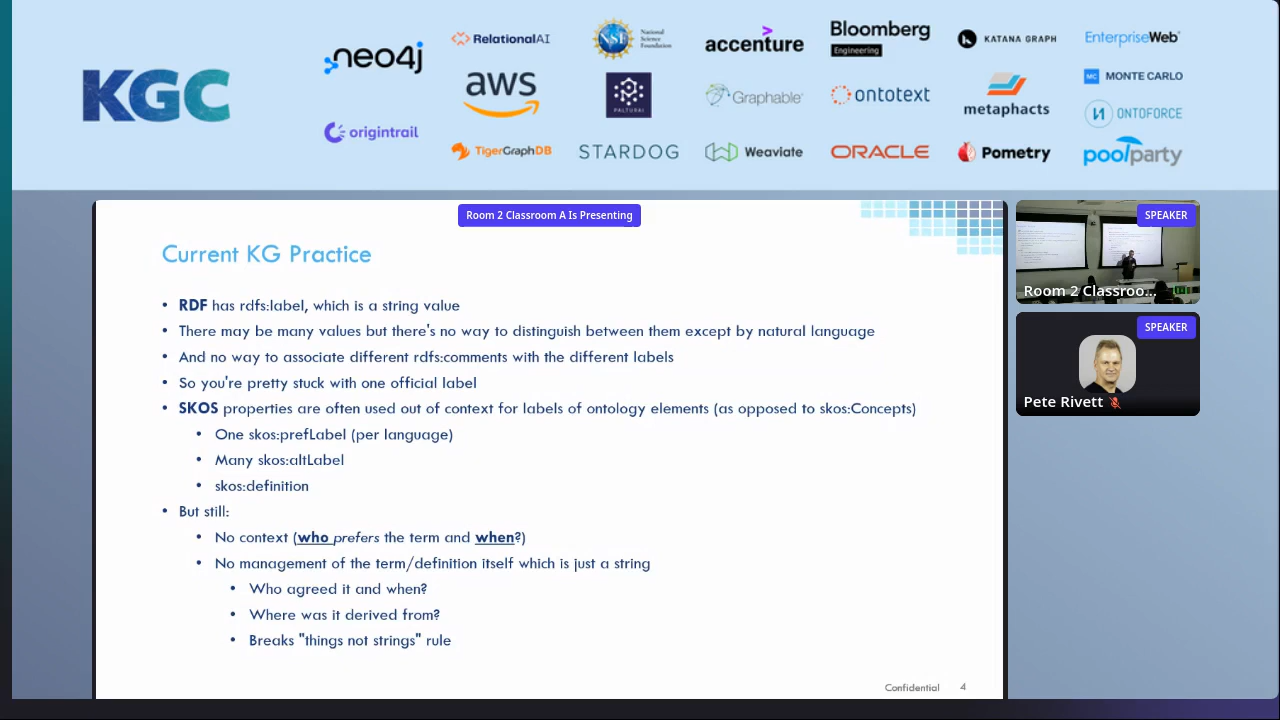 KGC
neo4j
origintrail
RelationalAI
aws
TigerGraphDB
NSF
National
Science
Foundation
STARDOG
accenture
Graphable
Weaviate
Bloomberg
Engineering
ontotext
ORACLE
KATANA GRAPH
metaphacts
Pometry
EnterpriseWeb
MC MONTE CARLO
ONTOFORCE
poolparty
Room 2 Classroom A Is Presenting
Current KG Practice
• RDF has rdfs:label, which is a string value
• There may be many values but there's no way to distinguish between them except by natural language
• And no way to associate different rdfs:comments with the different labels
• So you're pretty stuck with one official label
• SKOS properties are often used out of context for labels of ontology elements (as opposed to skos:Concepts)
• One skos:prefLabel (per language)
• Many skos:altLabel
• skos:definition
• But still:
• No context (who prefers the term and when?)
• No management of the term/definition itself which is just a string
• Who agreed it and when?
• Where was it derived from?
• Breaks "things not strings" rule
Confidential 4
SPEAKER
Room 2 Classroo...
SPEAKER
Pete Rivett